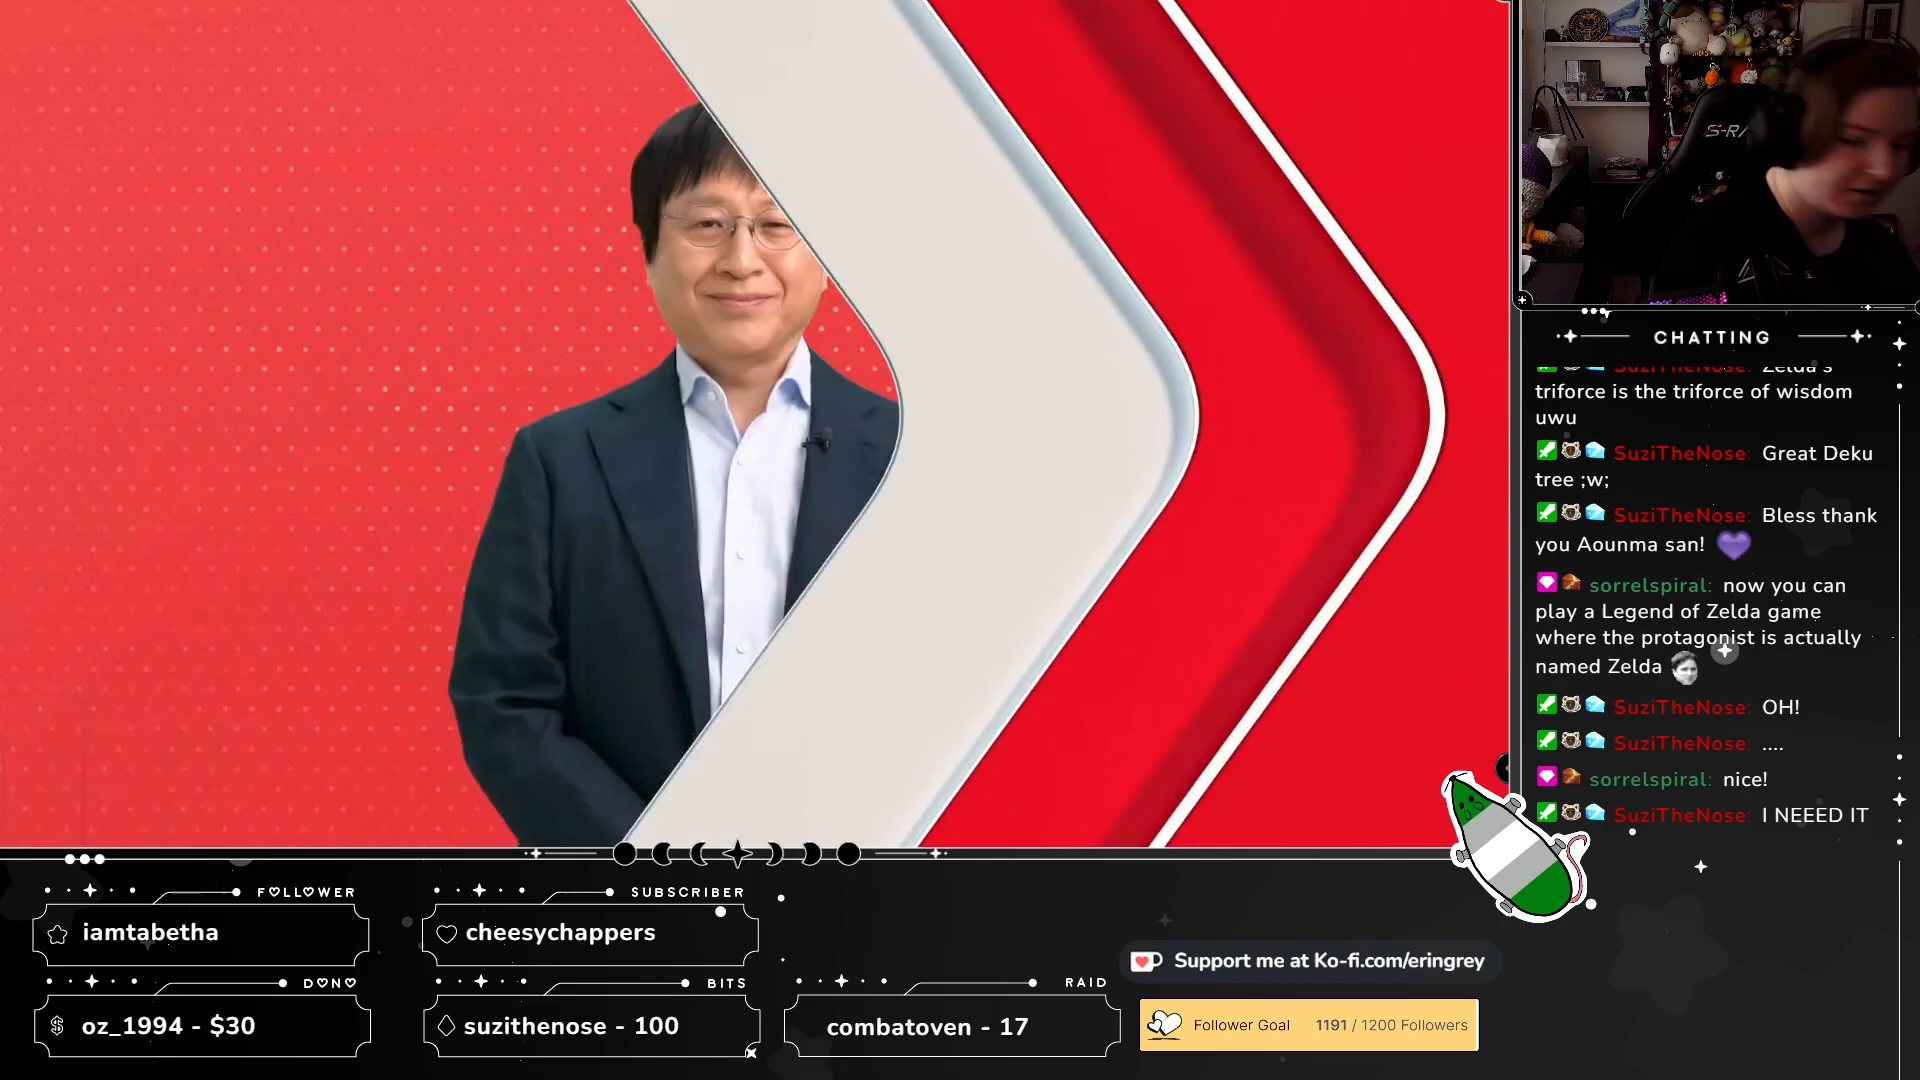 S-RA
CHATTING
SuziTheNose: Zelda's
triforce is the triforce of wisdom
uwu
SuziTheNose: Great Deku
tree ;w;
SuziTheNose: Bless thank
you Aounma san!
sorrelspiral: now you can
play a Legend of Zelda game
where the protagonist is actually
named Zelda
SuziTheNose: OH!
SuziTheNose: ....
sorrelspiral: nice!
SuziTheNose: I NEEED IT
FOLLOWER
iamtabetha
SUBSCRIBER
cheesychappers
DONO
oz_1994 - $30
BITS
suzithenose - 100
RAID
combatoven - 17
Support me at Ko-fi.com/eringrey
Follower Goal 1191 / 1200 Followers